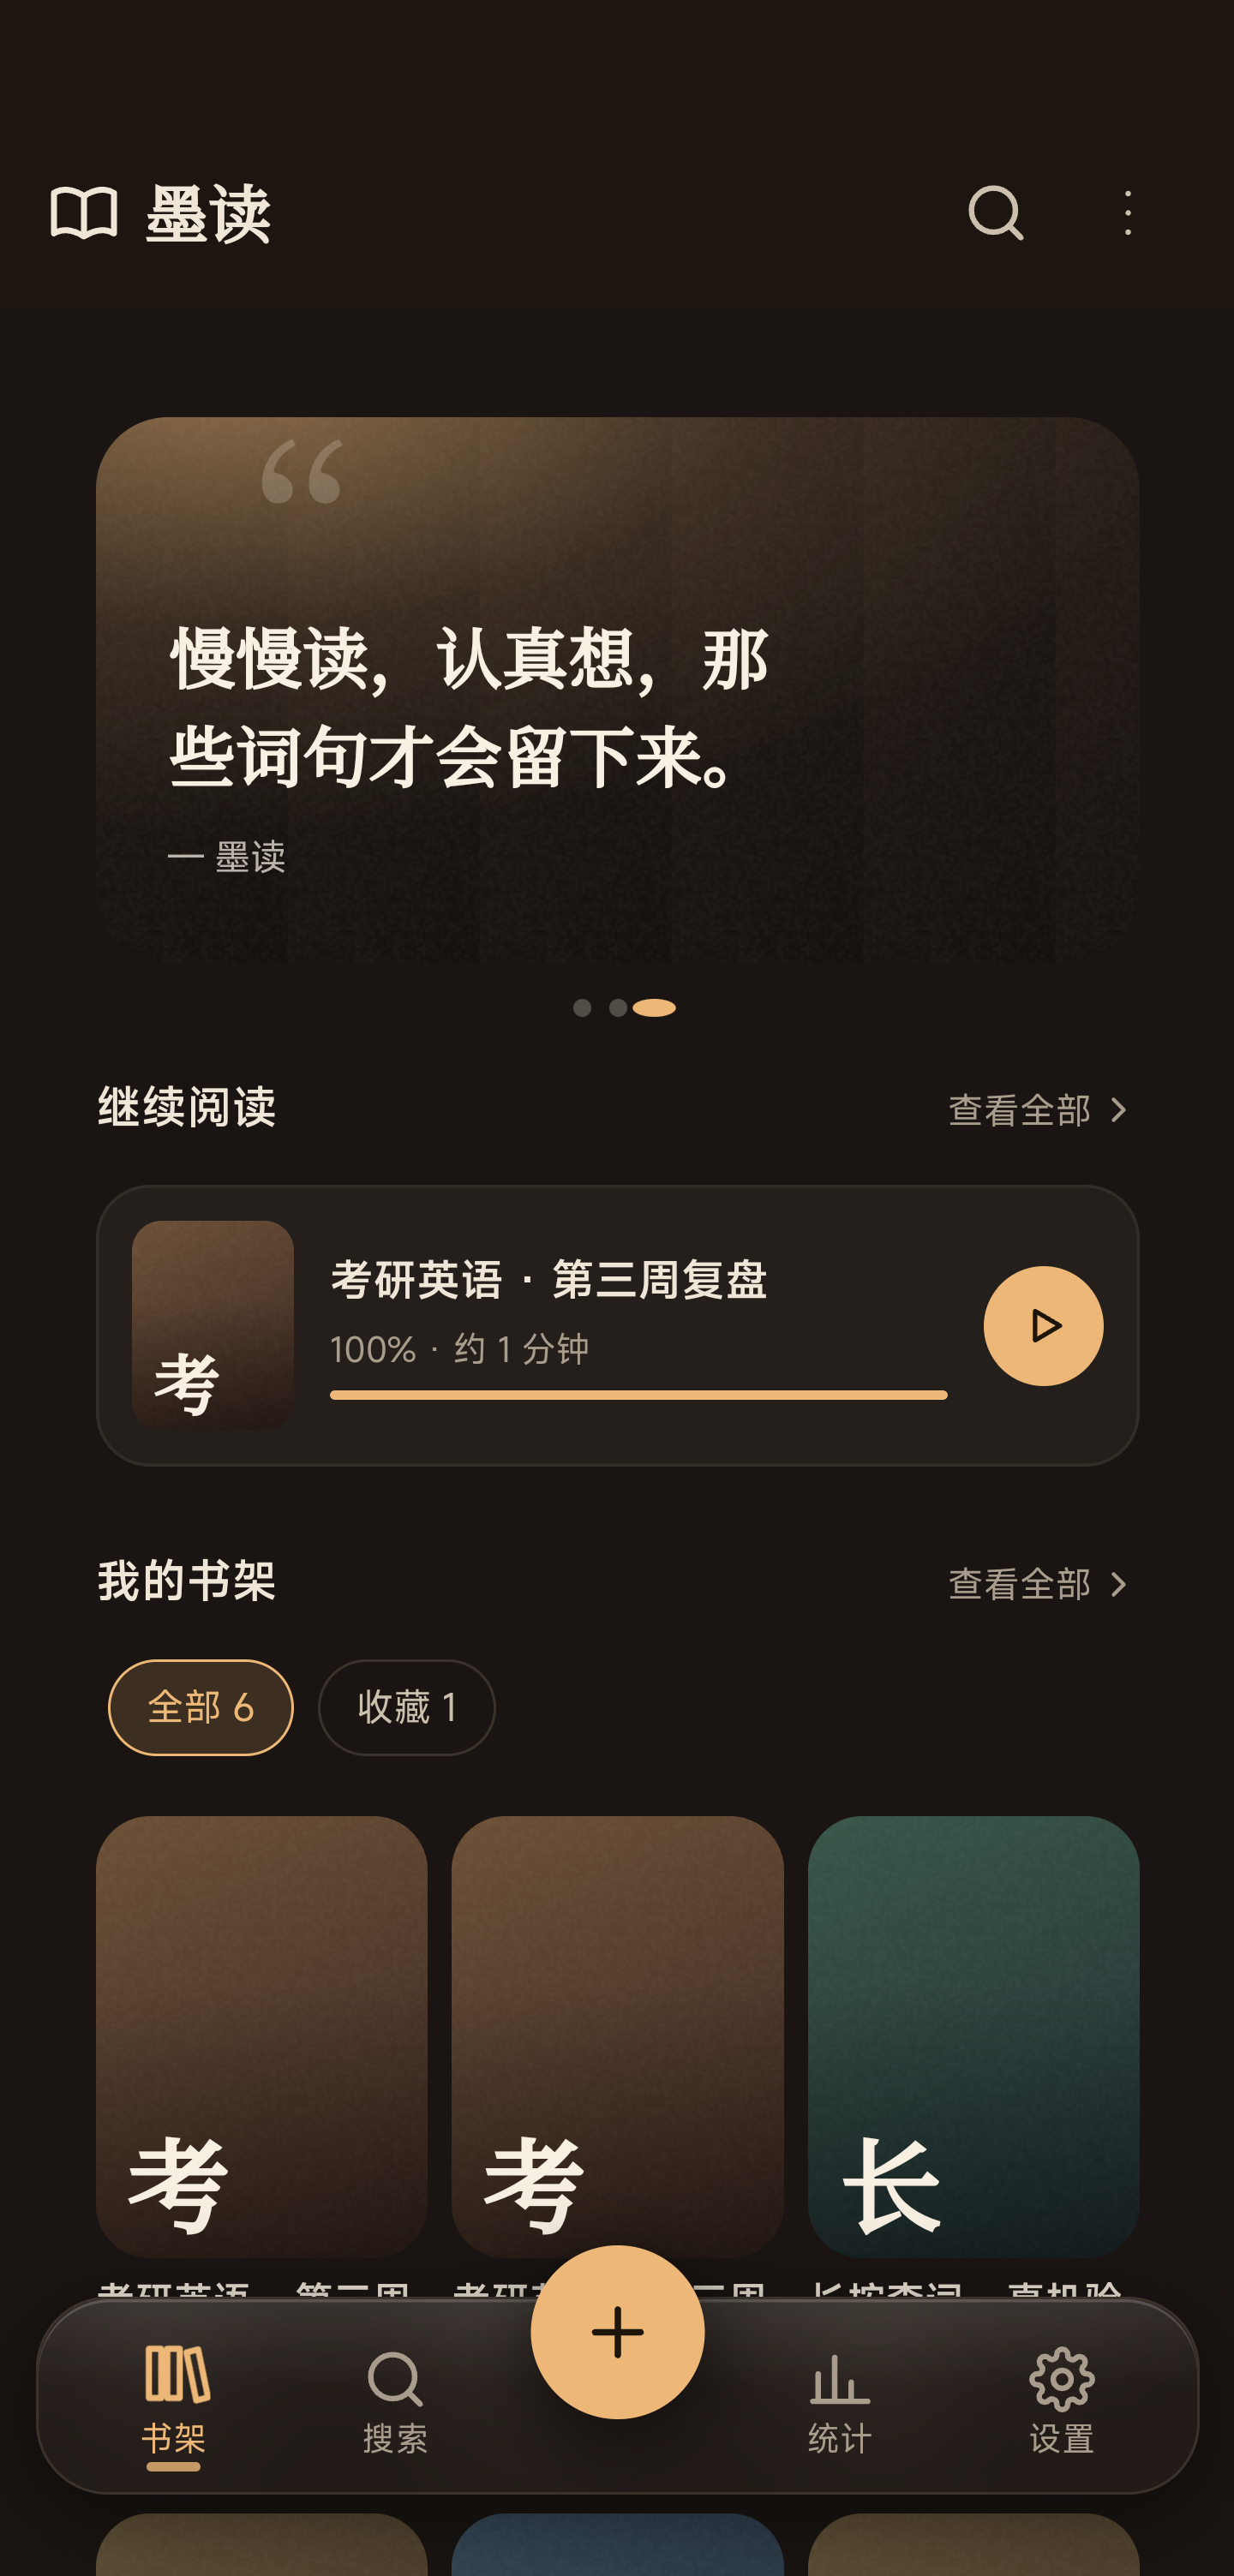 墨读
“
慢慢读，认真想，那
些词句才会留下来。
— 墨读
继续阅读
查看全部
考
考研英语 · 第三周复盘
100% · 约 1 分钟
我的书架
查看全部
全部 6
收藏 1
考
考
长
书架
搜索
统计
设置